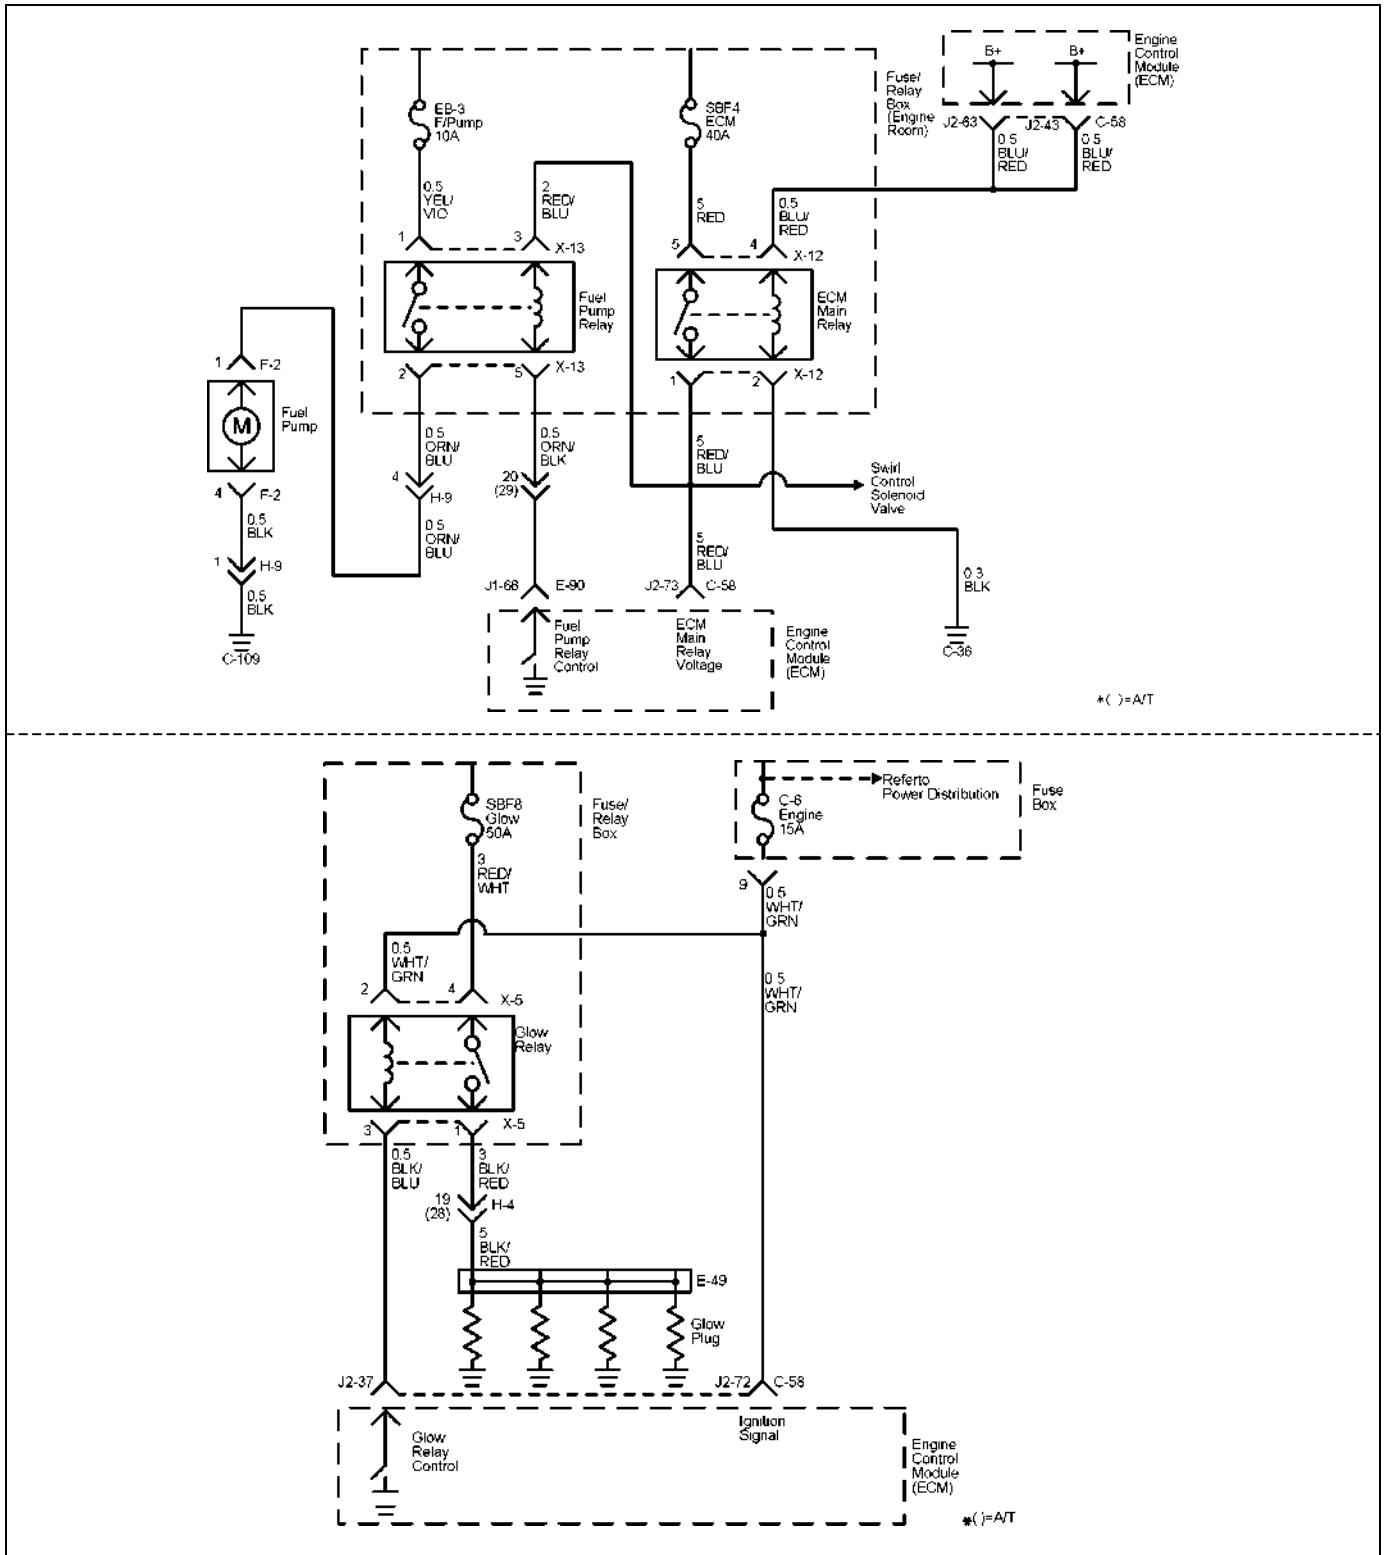 B+
B+
Engine
Control
Module
(ECM)
J2-63
J2-43
C-58
0.5
BLU/
RED
0.5
BLU/
RED
Fuse/
Relay
Box
(Engine
Room)
EB-3
F/Pump
10A
SBF4
ECM
40A
0.5
YEL/
VIO
2
RED/
BLU
5
RED
0.5
BLU/
RED
1
3
X-13
5
4
X-12
Fuel
Pump
Relay
ECM
Main
Relay
2
5
X-13
1
2
X-12
1
F-2
M
Fuel
Pump
4
F-2
0.5
BLK
1
H-9
0.5
BLK
C-109
0.5
ORN/
BLU
4
H-9
0.5
ORN/
BLU
0.5
ORN/
BLK
20
(29)
5
RED/
BLU
Swirl
Control
Solenoid
Valve
5
RED/
BLU
J1-66
E-90
J2-73
C-58
0.3
BLK
C-36
Fuel
Pump
Relay
Control
ECM
Main
Relay
Voltage
Engine
Control
Module
(ECM)
*( )=A/T
SBF8
Glow
50A
Fuse/
Relay
Box
C-6
Engine
15A
Referto
Power Distribution
Fuse
Box
3
RED/
WHT
9
0.5
WHT/
GRN
0.5
WHT/
GRN
0.5
WHT/
GRN
2
4
X-5
Glow
Relay
3
1
X-5
0.5
BLK/
BLU
3
BLK/
RED
19
(28)
H-4
5
BLK/
RED
E-49
Glow
Plug
J2-37
J2-72
C-58
Glow
Relay
Control
Ignition
Signal
Engine
Control
Module
(ECM)
*( )=A/T